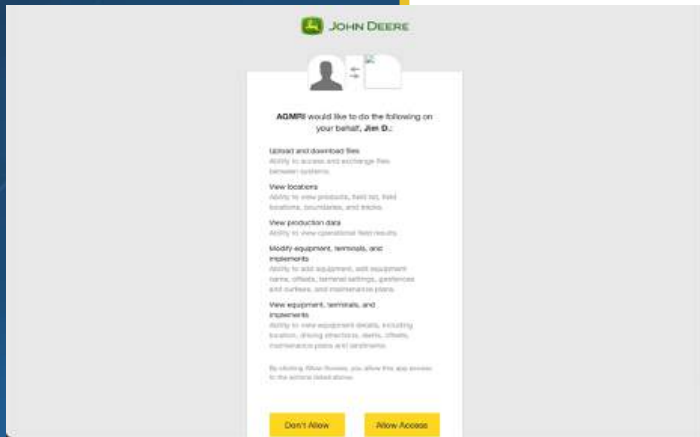 JOHN DEERE
AGMRI would like to do the following on
your behalf, Jim D.:
Upload and download files
Ability to access and exchange files
between systems.
View locations
Ability to view products, field list, field
locations, boundaries, and tracks.
View production data
Ability to view operational field results.
Modify equipment, terminals, and
implements
Ability to add equipment, edit equipment
name, offsets, terminal settings, geofences
and curfews, and maintenance plans.
View equipment, terminals, and
implements
Ability to view equipment details, including
location, driving directions, alerts, offsets,
maintenance plans and landmarks.
By clicking Allow Access, you allow this app access
to the actions listed above.
Don't Allow
Allow Access